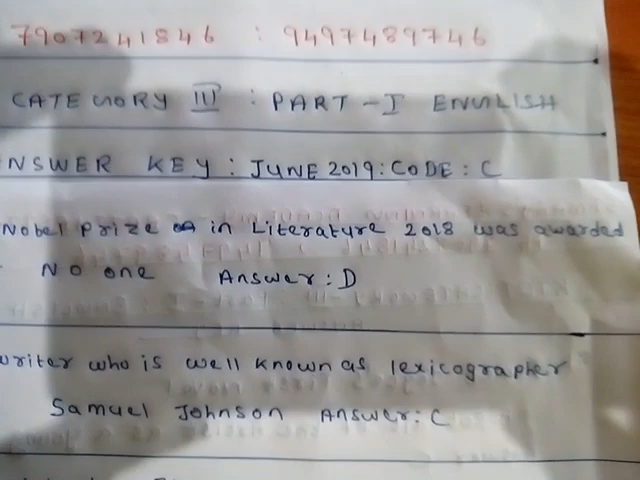 7907241846 : 9497489746
CATEGORY III : PART-I ENGLISH
NSWER KEY : JUNE 2019 : CODE : C
Nobel Prize in Literature 2018 was awarded
No one Answer : D
writer who is well known as lexicographer
Samuel Johnson Answer : C